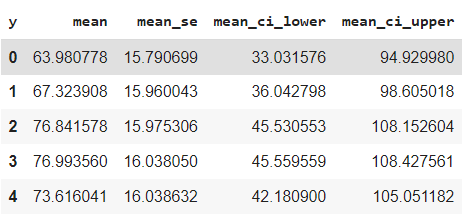 y mean mean_se mean_ci_lower mean_ci_upper
0 63.980778 15.790699 33.031576 94.929980
1 67.323908 15.960043 36.042798 98.605018
2 76.841578 15.975306 45.530553 108.152604
3 76.993560 16.038050 45.559559 108.427561
4 73.616041 16.038632 42.180900 105.051182